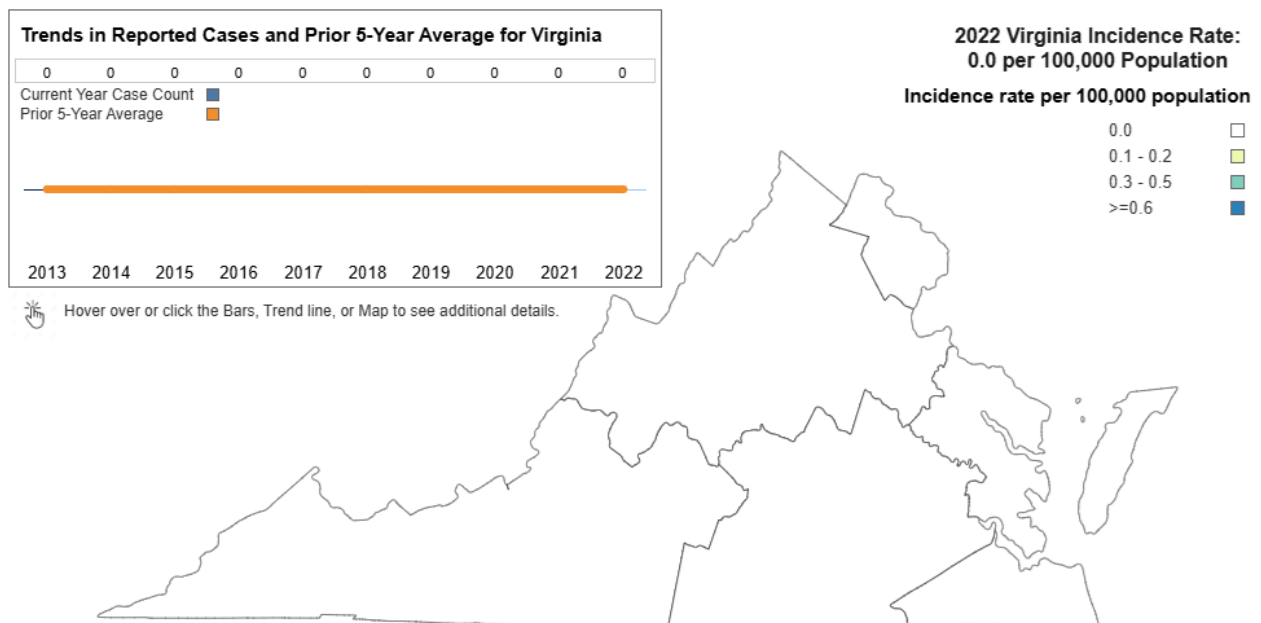 Trends in Reported Cases and Prior 5-Year Average for Virginia
0 0 0 0 0 0 0 0 0 0
Current Year Case Count
Prior 5-Year Average
2013 2014 2015 2016 2017 2018 2019 2020 2021 2022
Hover over or click the Bars, Trend line, or Map to see additional details.
2022 Virginia Incidence Rate:
0.0 per 100,000 Population
Incidence rate per 100,000 population
0.0
0.1 - 0.2
0.3 - 0.5
>=0.6